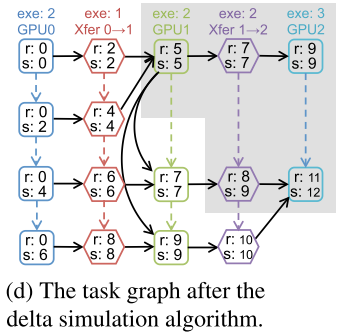 exe: 2 exe: 1 exe: 2 exe: 2 exe: 3
GPU0 Xfer 0→1 GPU1 Xfer 1→2 GPU2
r: 0 r: 2 r: 5 r: 7 r: 9
s: 0 s: 2 s: 5 s: 7 s: 9
r: 0 r: 4
s: 2 s: 4
r: 0 r: 6 r: 7 r: 8 r: 11
s: 4 s: 6 s: 7 s: 9 s: 12
r: 0 r: 8 r: 9 r: 10
s: 6 s: 8 s: 9 s: 10
(d) The task graph after the
delta simulation algorithm.